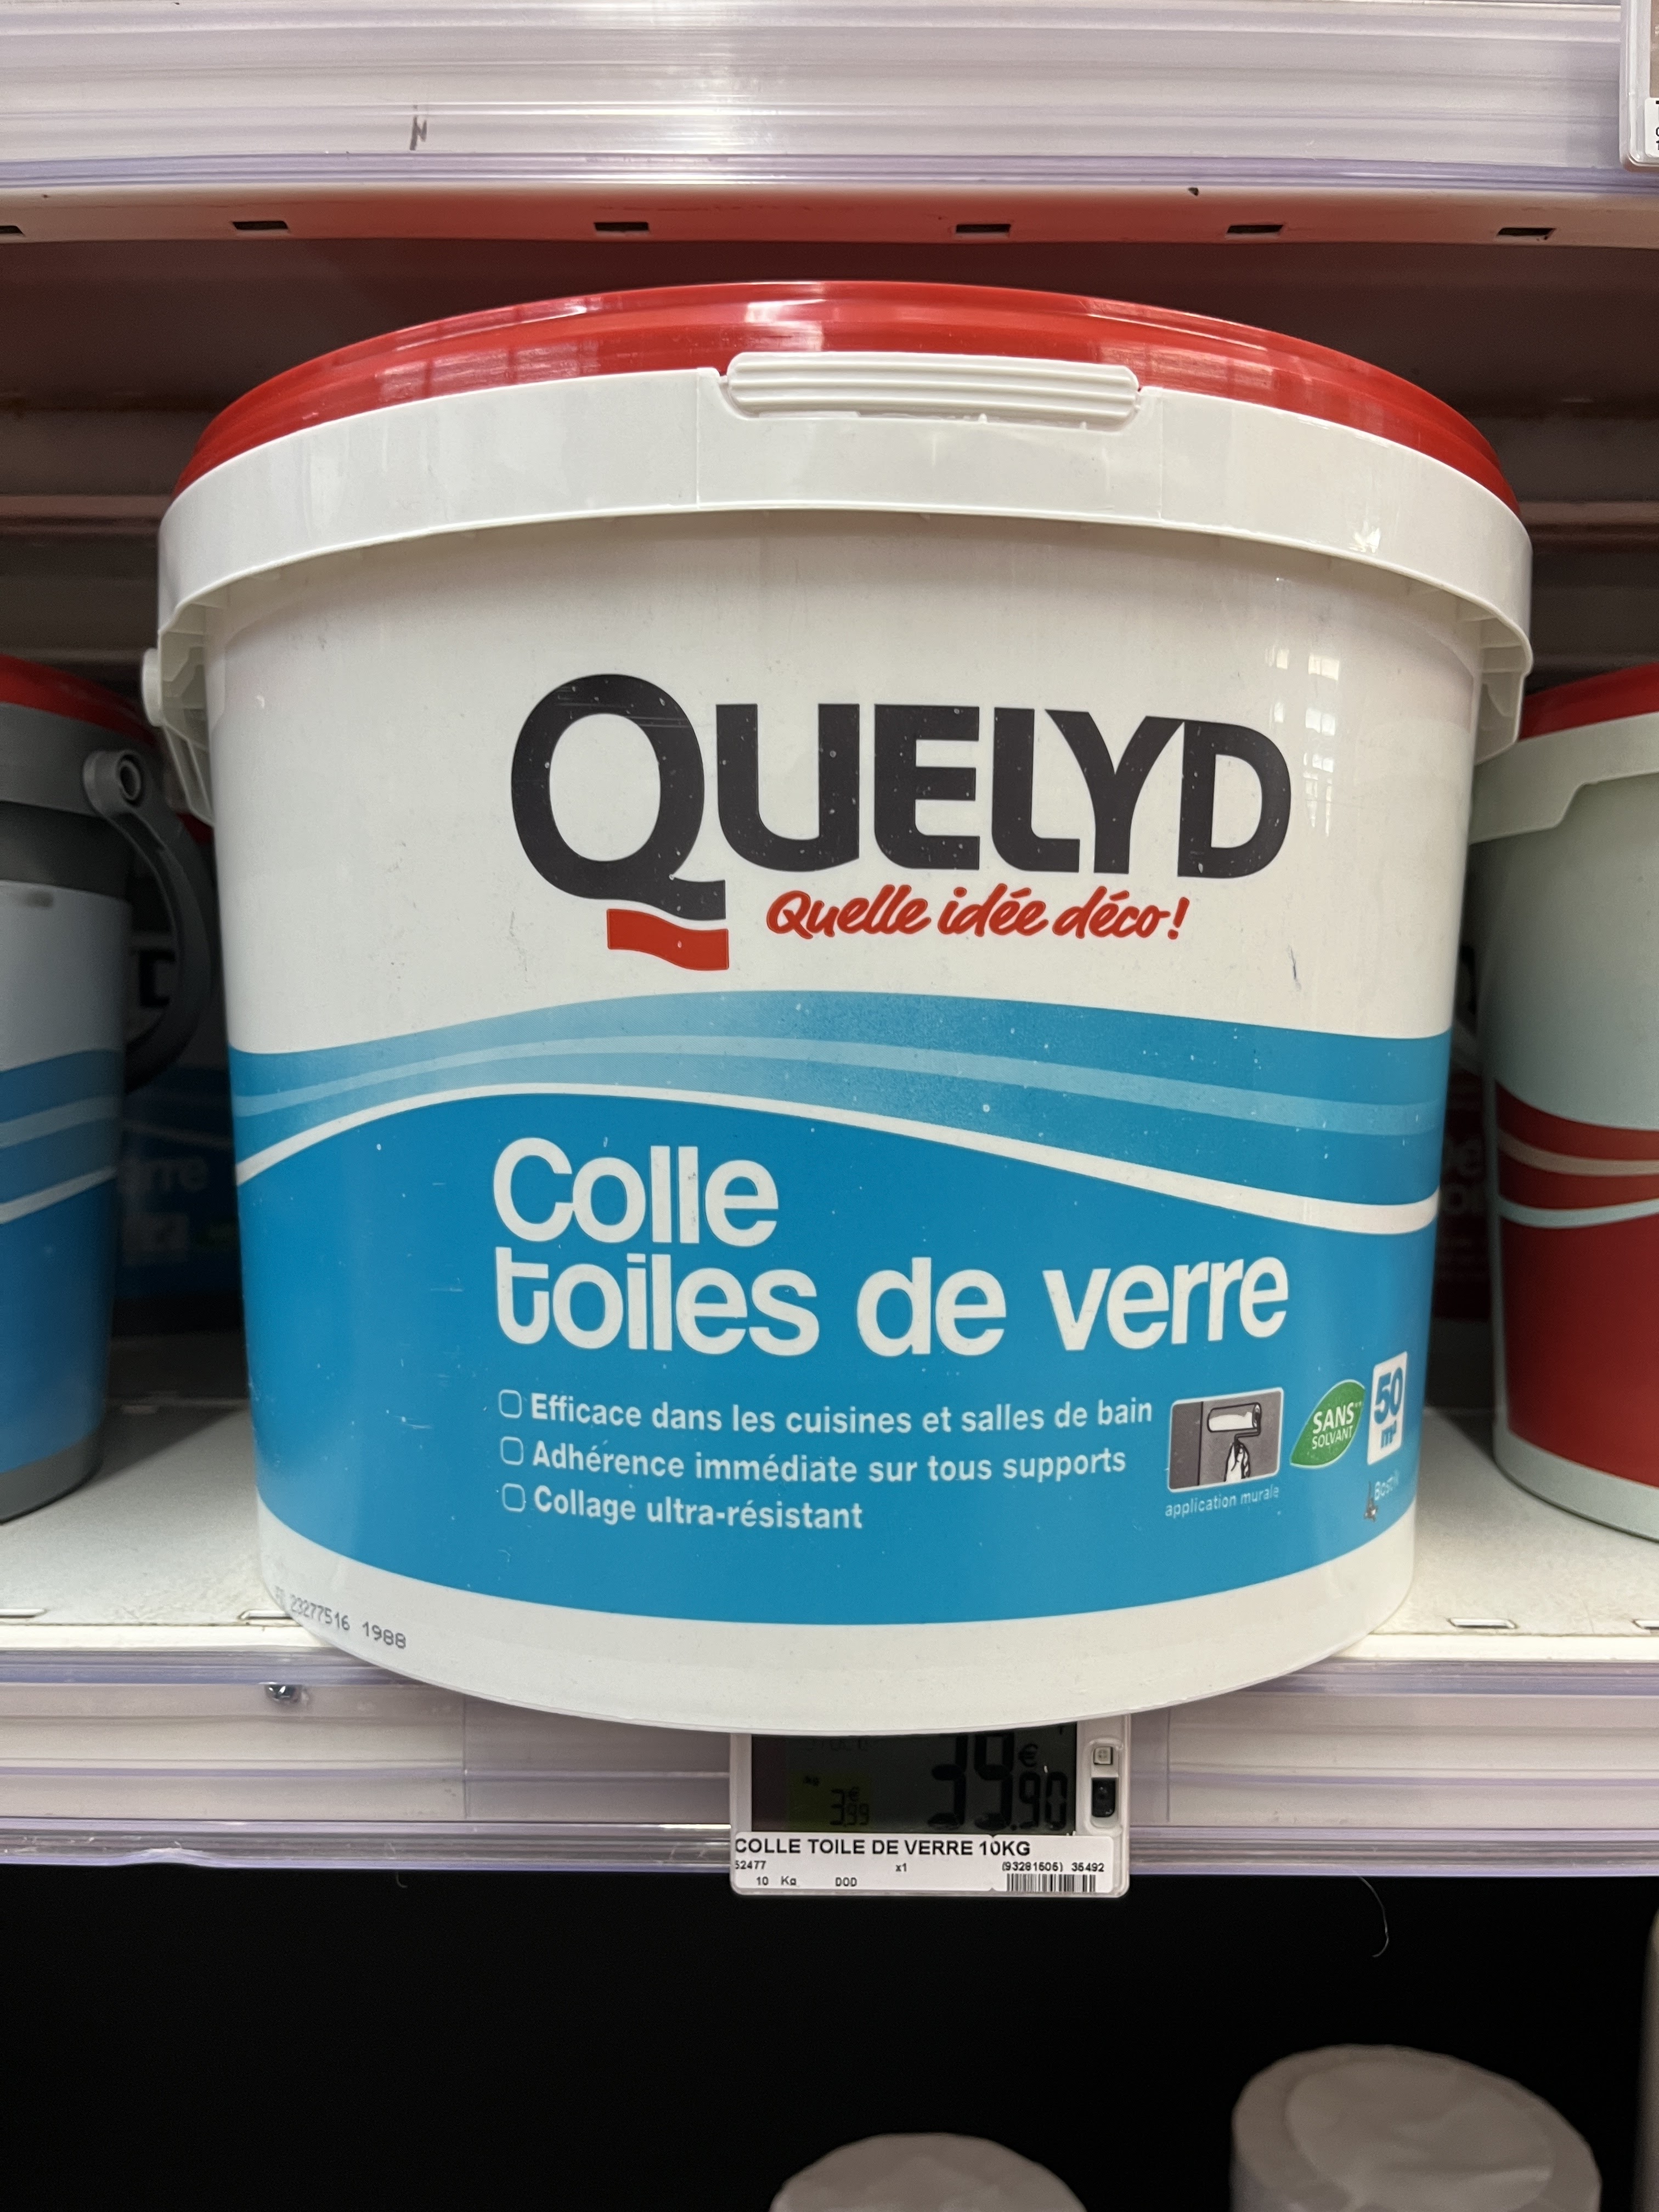 QUELYD
Quelle idée déco!
Colle
toiles de verre
Efficace dans les cuisines et salles de bain
Adhérence immédiate sur tous supports
Collage ultra-résistant
application murale
SANS**
SOLVANT
50
m²
23277516 1988
39€90
3€99
COLLE TOILE DE VERRE 10KG
52477 x1 (93281505) 35492
10 Kg DOD